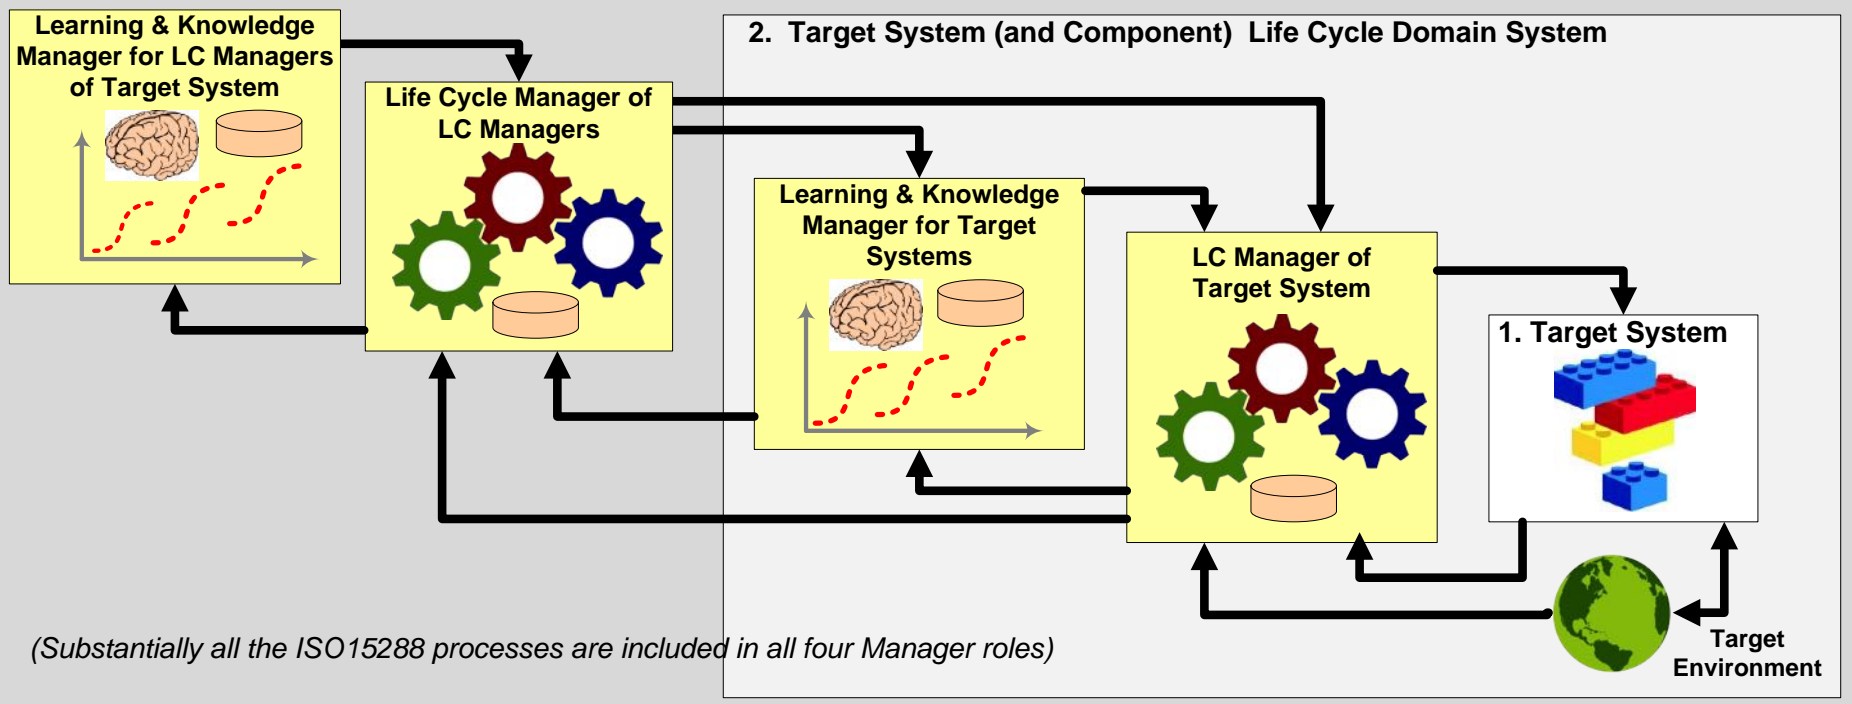 Learning & Knowledge
Manager for LC Managers
of Target System
2.  Target System (and Component)  Life Cycle Domain System
Life Cycle Manager of
LC Managers
Learning & Knowledge
Manager for Target
Systems
LC Manager of
Target System
1. Target System
Target
Environment
(Substantially all the ISO15288 processes are included in all four Manager roles)